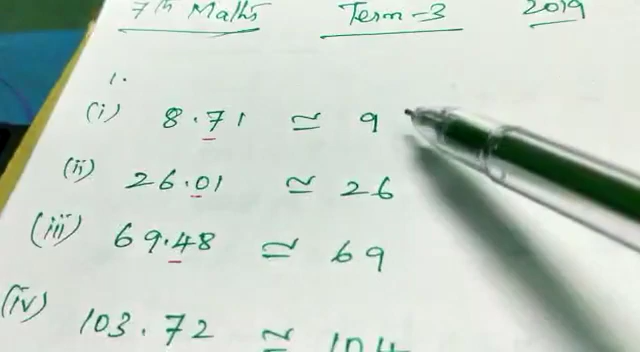 7th Maths Term-3 2019
1.
(i) 8.71 ≅ 9
(ii) 26.01 ≅ 26
(iii) 69.48 ≅ 69
(iv) 103.72 ≅ 104